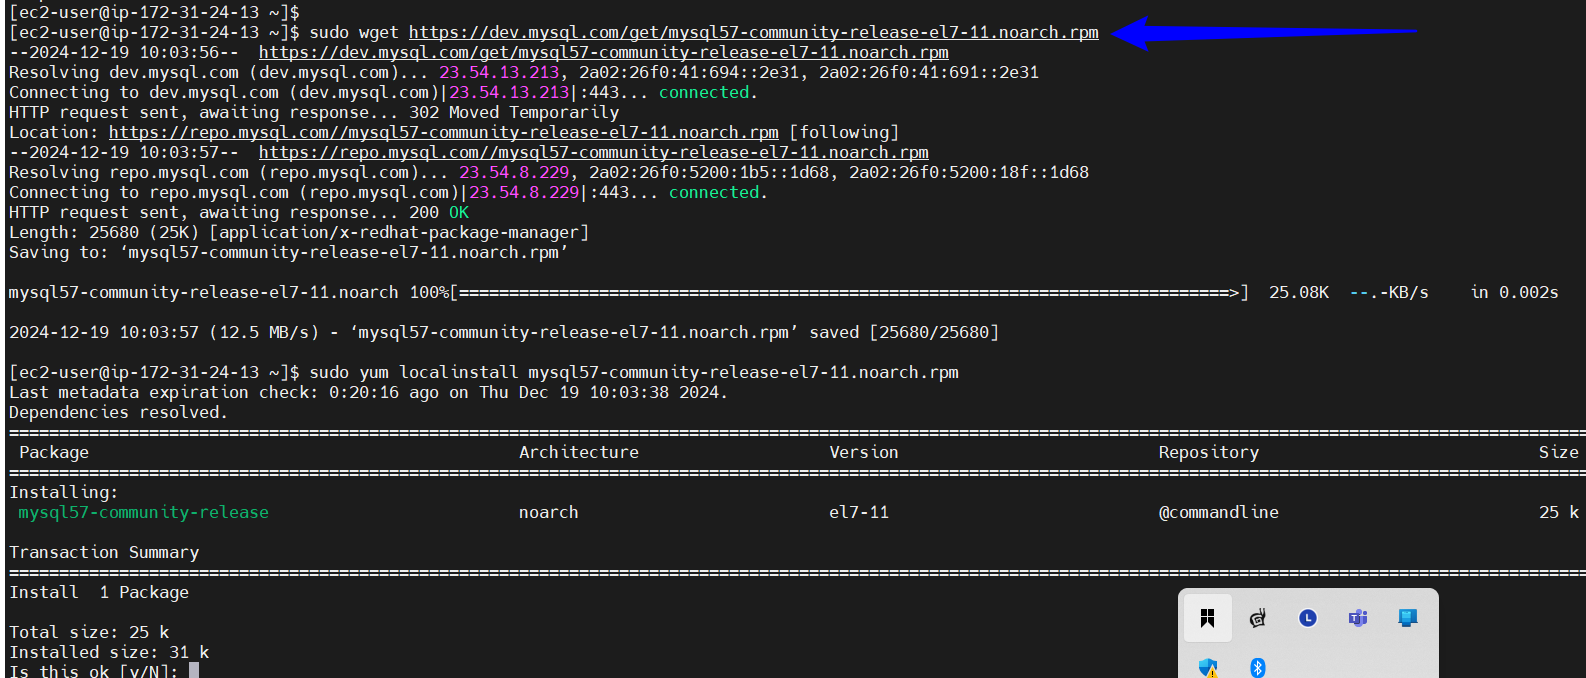 [ec2-user@ip-172-31-24-13 ~]$
[ec2-user@ip-172-31-24-13 ~]$ sudo wget https://dev.mysql.com/get/mysql57-community-release-el7-11.noarch.rpm
--2024-12-19 10:03:56--  https://dev.mysql.com/get/mysql57-community-release-el7-11.noarch.rpm
Resolving dev.mysql.com (dev.mysql.com)... 23.54.13.213, 2a02:26f0:41:694::2e31, 2a02:26f0:41:691::2e31
Connecting to dev.mysql.com (dev.mysql.com)|23.54.13.213|:443... connected.
HTTP request sent, awaiting response... 302 Moved Temporarily
Location: https://repo.mysql.com//mysql57-community-release-el7-11.noarch.rpm [following]
--2024-12-19 10:03:57--  https://repo.mysql.com//mysql57-community-release-el7-11.noarch.rpm
Resolving repo.mysql.com (repo.mysql.com)... 23.54.8.229, 2a02:26f0:5200:1b5::1d68, 2a02:26f0:5200:18f::1d68
Connecting to repo.mysql.com (repo.mysql.com)|23.54.8.229|:443... connected.
HTTP request sent, awaiting response... 200 OK
Length: 25680 (25K) [application/x-redhat-package-manager]
Saving to: ‘mysql57-community-release-el7-11.noarch.rpm’
mysql57-community-release-el7-11.noarch 100%[=============================================================================>]  25.08K  --.-KB/s    in 0.002s
2024-12-19 10:03:57 (12.5 MB/s) - ‘mysql57-community-release-el7-11.noarch.rpm’ saved [25680/25680]
[ec2-user@ip-172-31-24-13 ~]$ sudo yum localinstall mysql57-community-release-el7-11.noarch.rpm
Last metadata expiration check: 0:20:16 ago on Thu Dec 19 10:03:38 2024.
Dependencies resolved.
Package Architecture Version Repository Size
Installing:
mysql57-community-release noarch el7-11 @commandline 25 k
Transaction Summary
Install  1 Package
Total size: 25 k
Installed size: 31 k
Is this ok [y/N]: